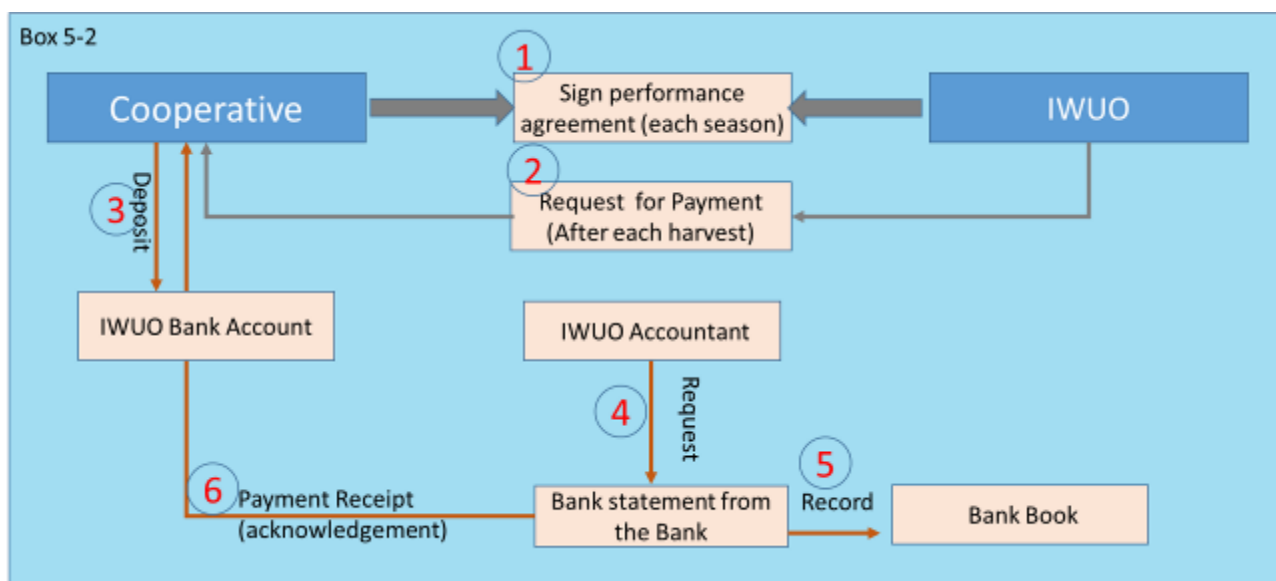 Box 5-2
1
Cooperative
Sign performance
agreement (each season)
IWUO
2
Request for Payment
(After each harvest)
3
Deposit
IWUO Bank Account
IWUO Accountant
4
Request
5
Record
6
Payment Receipt
(acknowledgement)
Bank statement from
the Bank
Bank Book